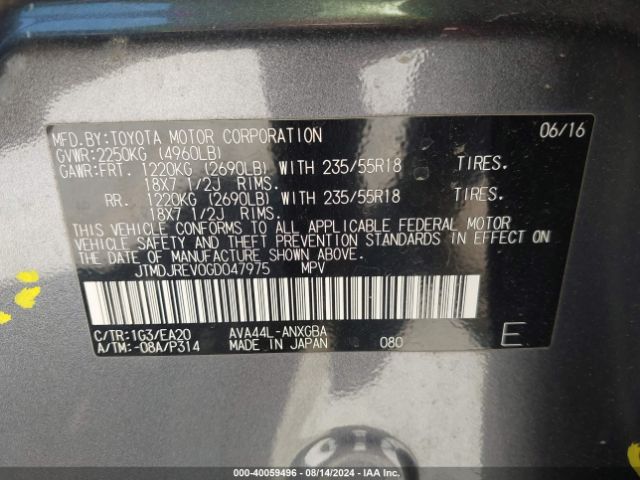 MFD.BY:TOYOTA MOTOR CORPORATION 06/16
GVWR:2250KG (4960LB)
GAWR:FRT. 1220KG (2690LB) WITH 235/55R18 TIRES.
18X7 1/2J RIMS.
RR. 1220KG (2690LB) WITH 235/55R18 TIRES.
18X7 1/2J RIMS.
THIS VEHICLE CONFORMS TO ALL APPLICABLE FEDERAL MOTOR
VEHICLE SAFETY AND THEFT PREVENTION STANDARDS IN EFFECT ON
THE DATE OF MANUFACTURE SHOWN ABOVE.
JTMDJREV0GD047975 MPV
C/TR:1G3/EA20 AVA44L-ANXGBA
A/TM:-08A/P314 MADE IN JAPAN 080 E
000-40059496 - 08/14/2024 - IAA Inc.